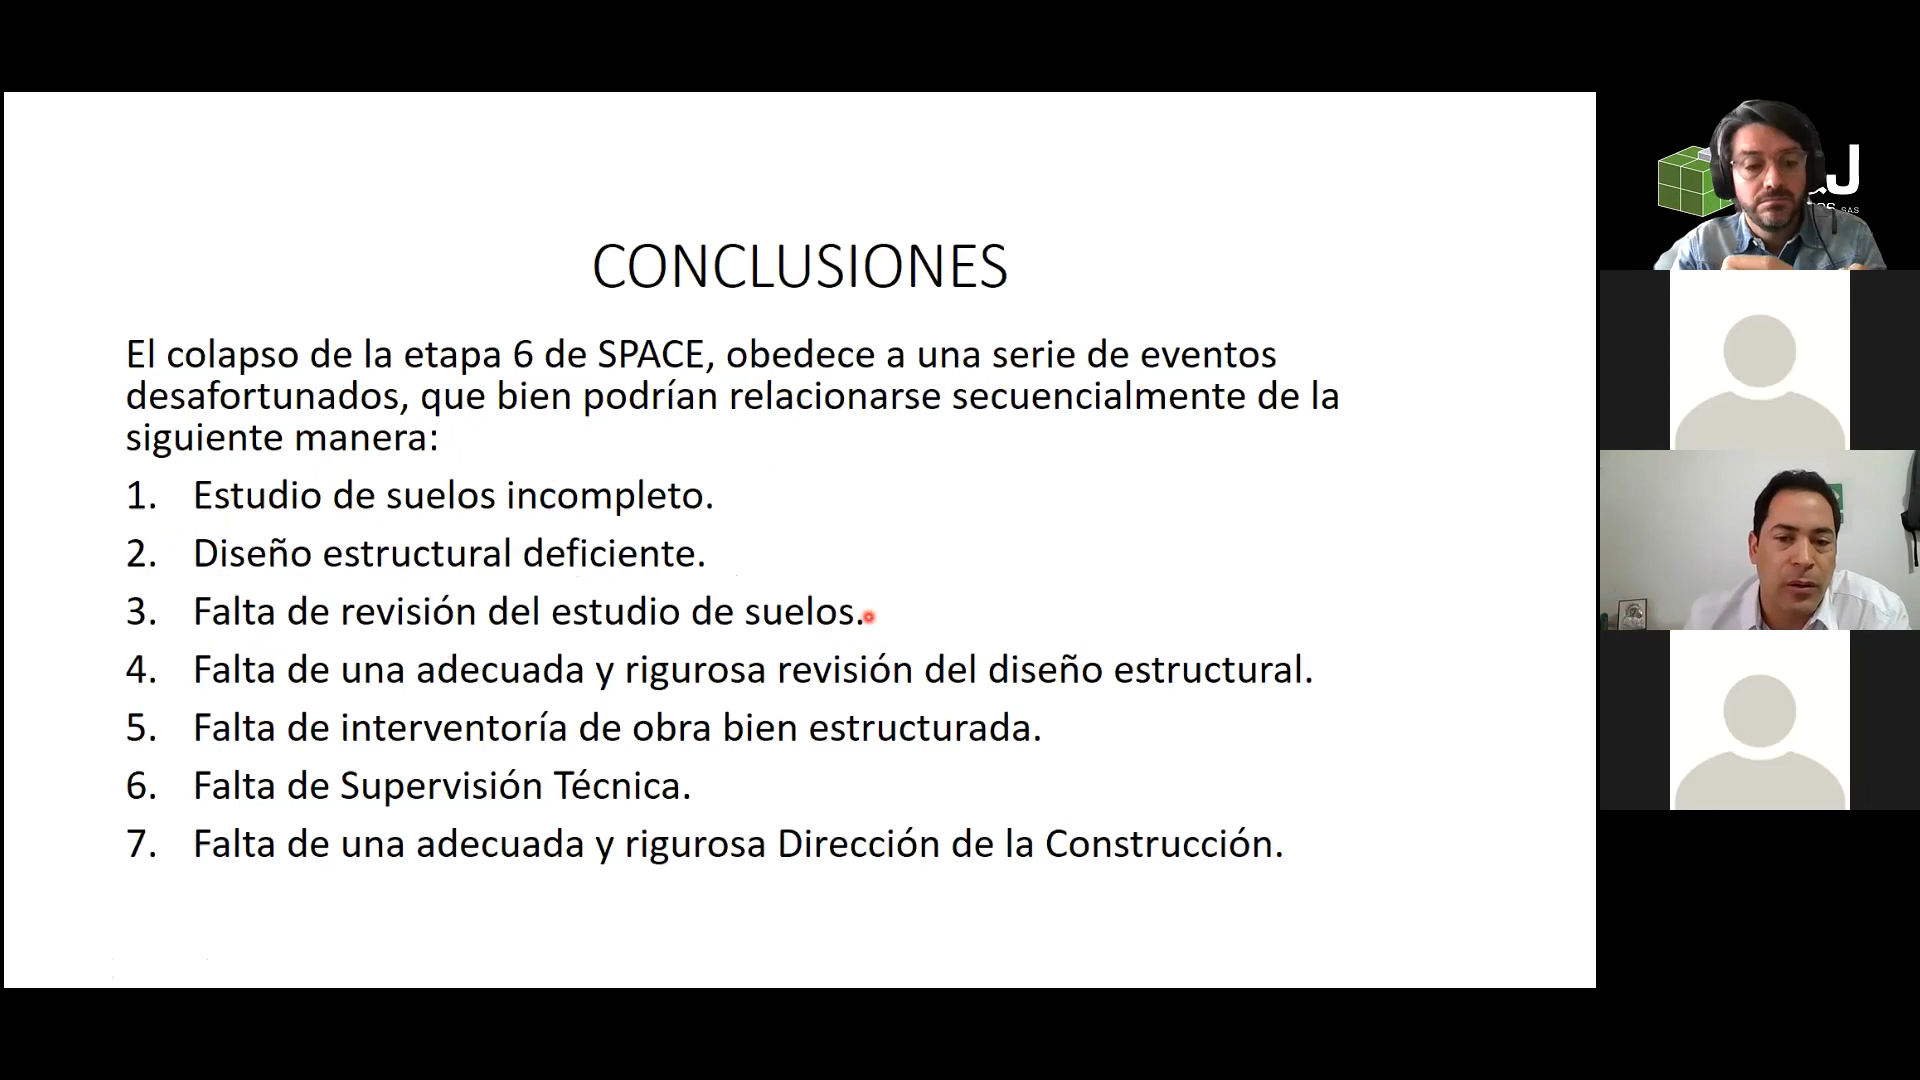 CONCLUSIONES
El colapso de la etapa 6 de SPACE, obedece a una serie de eventos
desafortunados, que bien podrían relacionarse secuencialmente de la
siguiente manera:
1. Estudio de suelos incompleto.
2. Diseño estructural deficiente.
3. Falta de revisión del estudio de suelos.
4. Falta de una adecuada y rigurosa revisión del diseño estructural.
5. Falta de interventoría de obra bien estructurada.
6. Falta de Supervisión Técnica.
7. Falta de una adecuada y rigurosa Dirección de la Construcción.
J
SAS